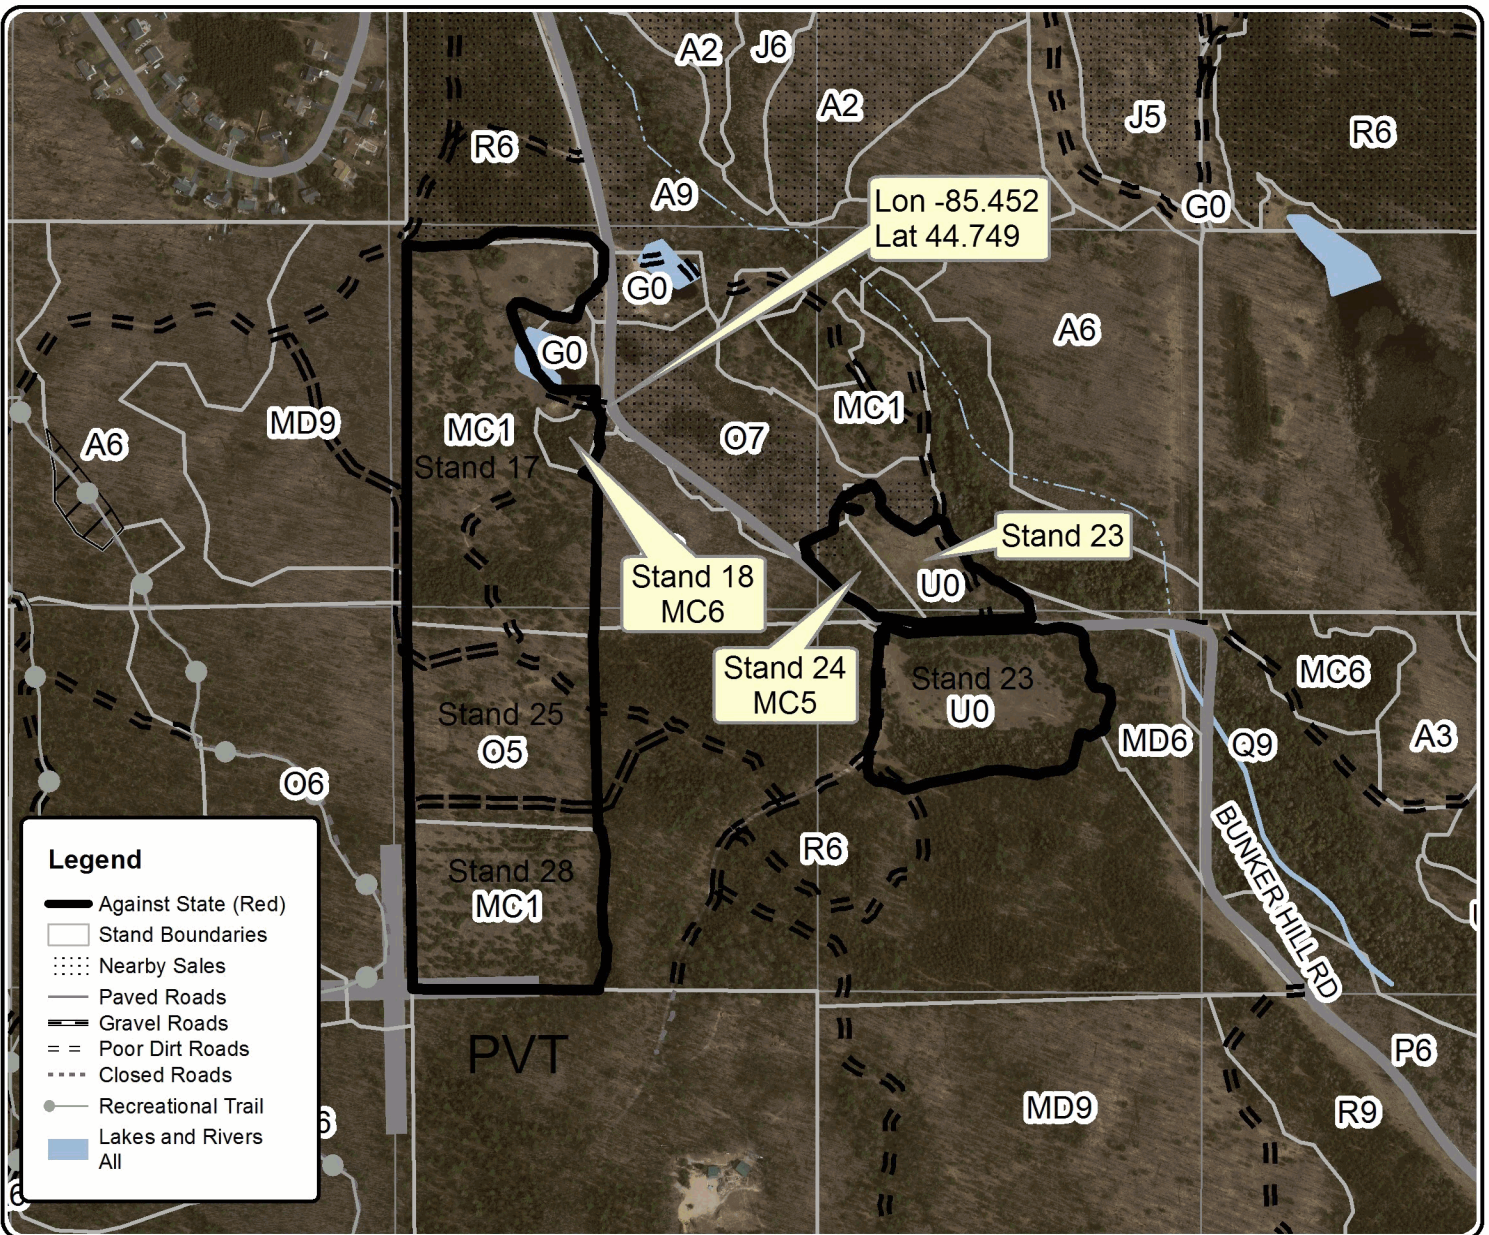 A2
J6
A2
J5
R6
R6
A9
G0
Lon -85.452
Lat 44.749
G0
A6
G0
MD9
MC1
MC1
A6
O7
Stand 17
Stand 23
Stand 18
MC6
U0
Stand 24
MC5
Stand 23
U0
MC6
Stand 25
O5
MD6
Q9
A3
O6
R6
BUNKER HILL RD
Stand 28
MC1
Legend
Against State (Red)
Stand Boundaries
Nearby Sales
Paved Roads
Gravel Roads
Poor Dirt Roads
Closed Roads
Recreational Trail
Lakes and Rivers
All
PVT
P6
MD9
R9
6
6